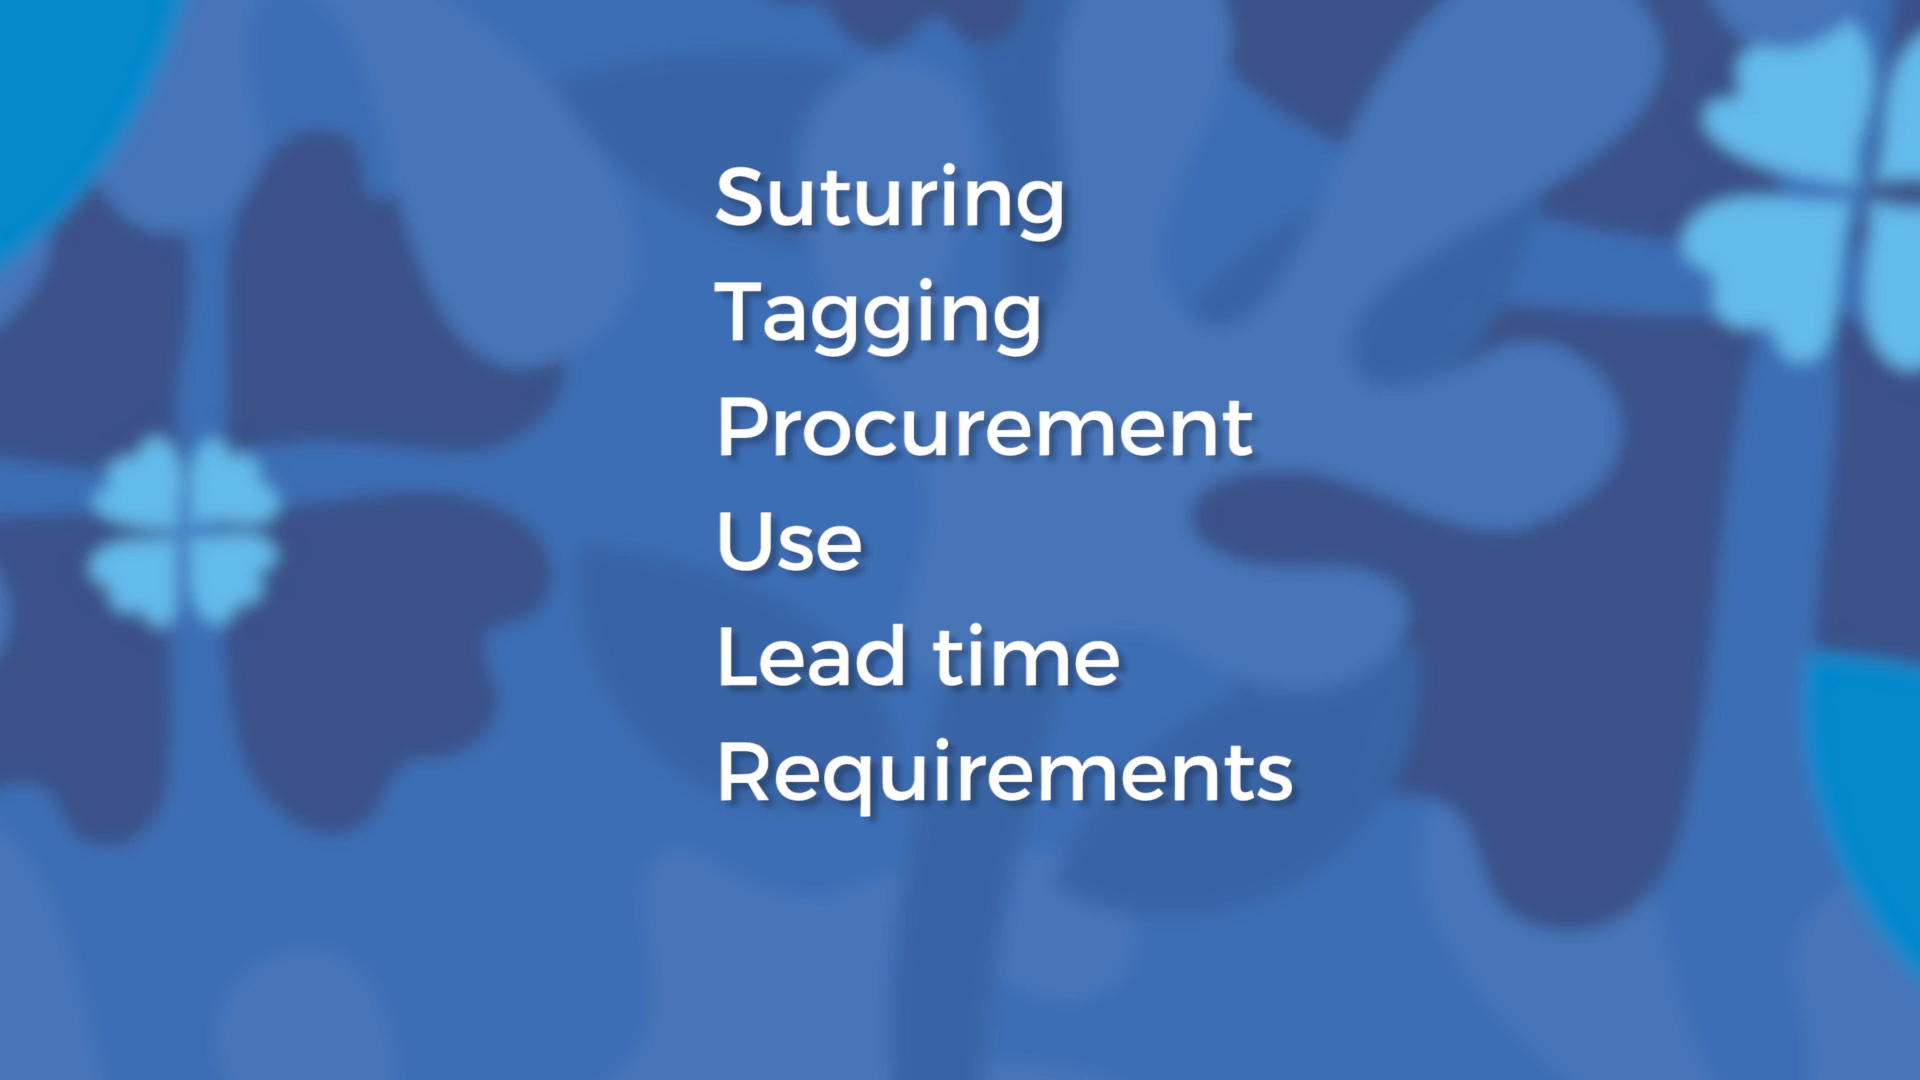 Suturing
Tagging
Procurement
Use
Lead time
Requirements